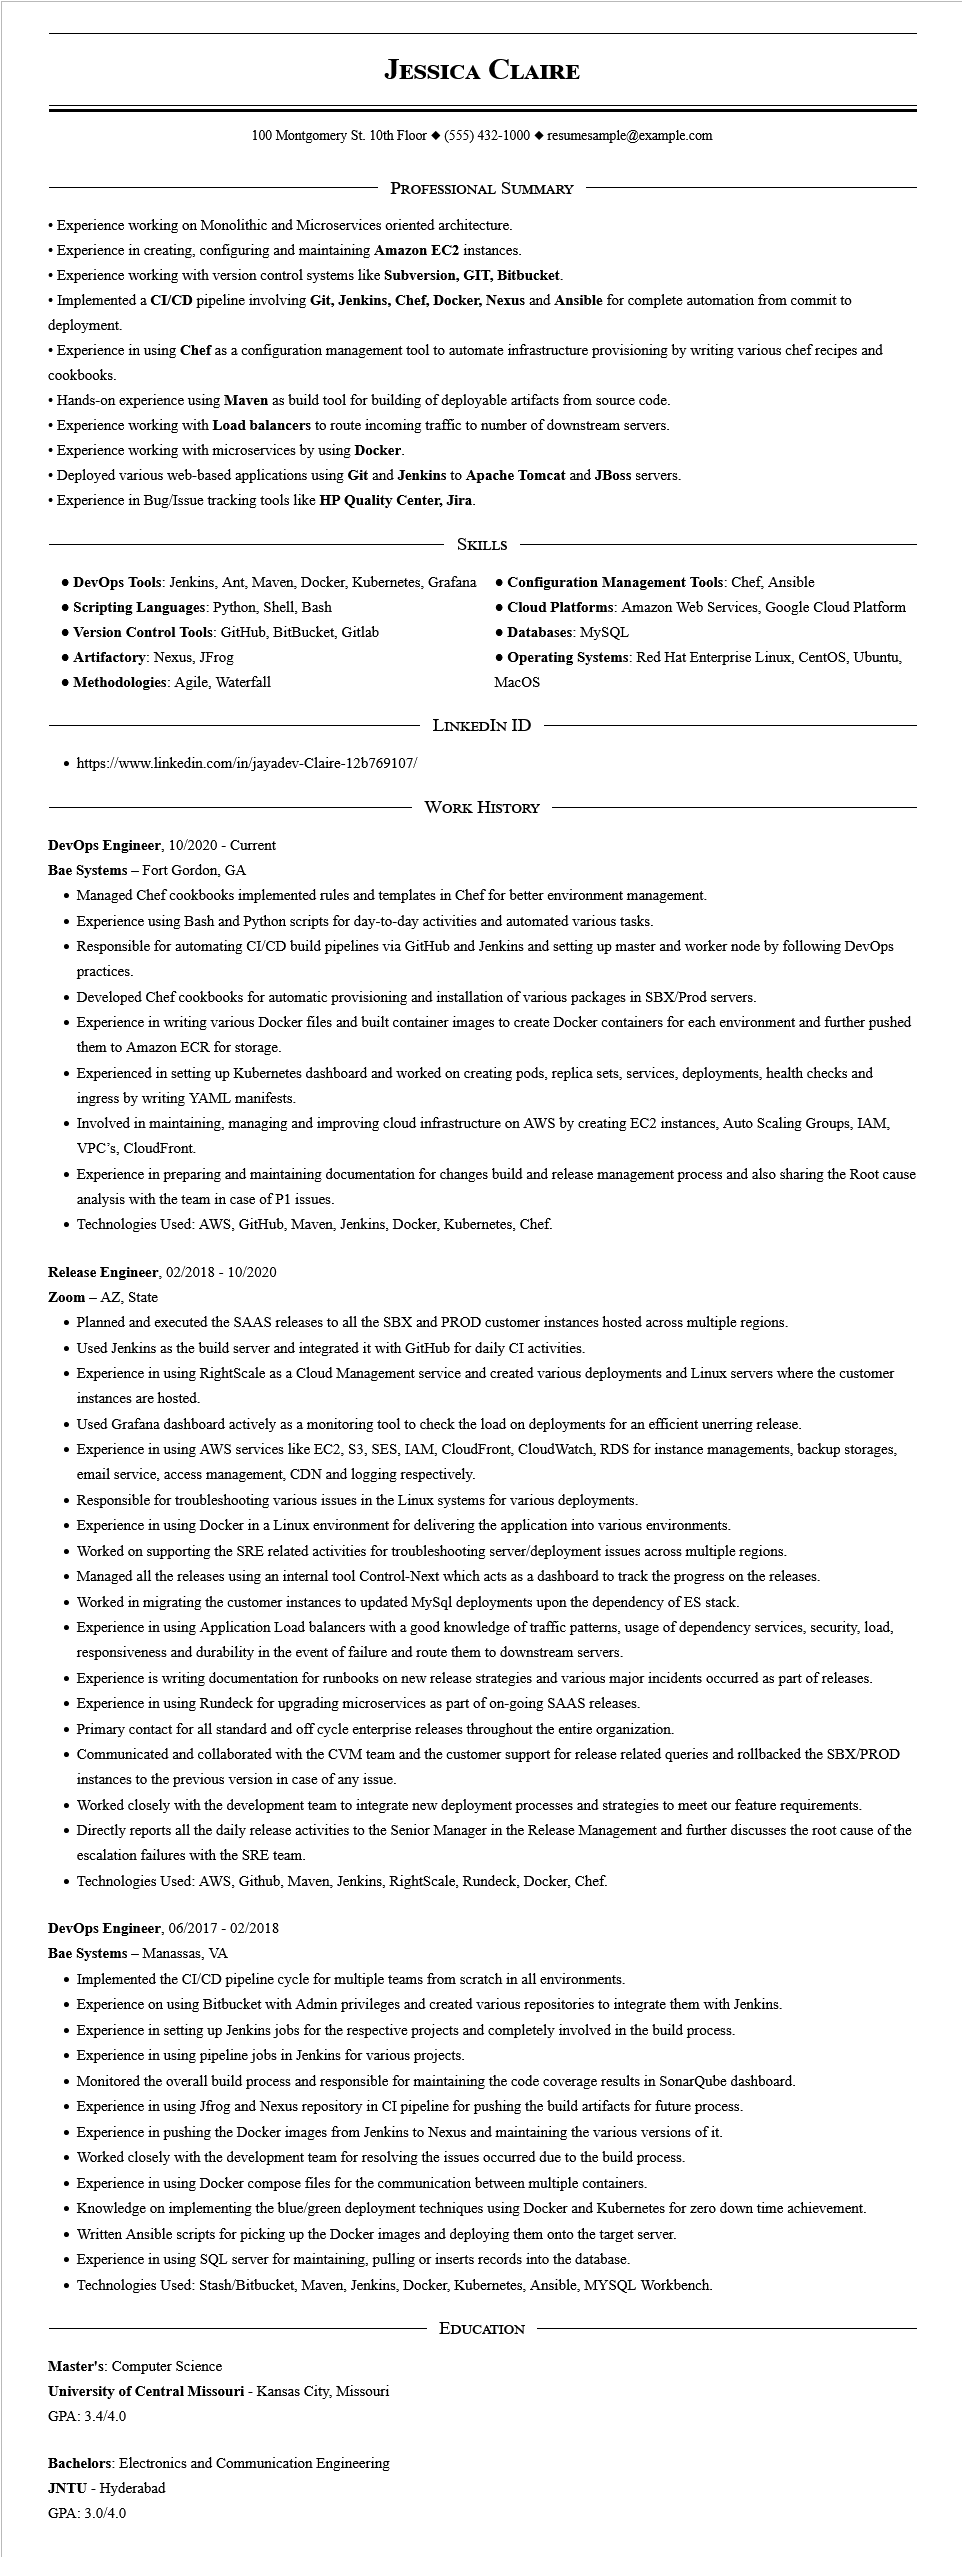 Jessica Claire
100 Montgomery St. 10th Floor ◆ (555) 432-1000 ◆ resumesample@example.com
Professional Summary
• Experience working on Monolithic and Microservices oriented architecture.
• Experience in creating, configuring and maintaining Amazon EC2 instances.
• Experience working with version control systems like Subversion, GIT, Bitbucket.
• Implemented a CI/CD pipeline involving Git, Jenkins, Chef, Docker, Nexus and Ansible for complete automation from commit to
deployment.
• Experience in using Chef as a configuration management tool to automate infrastructure provisioning by writing various chef recipes and
cookbooks.
• Hands-on experience using Maven as build tool for building of deployable artifacts from source code.
• Experience working with Load balancers to route incoming traffic to number of downstream servers.
• Experience working with microservices by using Docker.
• Deployed various web-based applications using Git and Jenkins to Apache Tomcat and JBoss servers.
• Experience in Bug/Issue tracking tools like HP Quality Center, Jira.
Skills
● DevOps Tools: Jenkins, Ant, Maven, Docker, Kubernetes, Grafana
● Scripting Languages: Python, Shell, Bash
● Version Control Tools: GitHub, BitBucket, Gitlab
● Artifactory: Nexus, JFrog
● Methodologies: Agile, Waterfall
● Configuration Management Tools: Chef, Ansible
● Cloud Platforms: Amazon Web Services, Google Cloud Platform
● Databases: MySQL
● Operating Systems: Red Hat Enterprise Linux, CentOS, Ubuntu,
MacOS
LinkedIn ID
• https://www.linkedin.com/in/jayadev-Claire-12b769107/
Work History
DevOps Engineer, 10/2020 - Current
Bae Systems – Fort Gordon, GA
• Managed Chef cookbooks implemented rules and templates in Chef for better environment management.
• Experience using Bash and Python scripts for day-to-day activities and automated various tasks.
• Responsible for automating CI/CD build pipelines via GitHub and Jenkins and setting up master and worker node by following DevOps
practices.
• Developed Chef cookbooks for automatic provisioning and installation of various packages in SBX/Prod servers.
• Experience in writing various Docker files and built container images to create Docker containers for each environment and further pushed
them to Amazon ECR for storage.
• Experienced in setting up Kubernetes dashboard and worked on creating pods, replica sets, services, deployments, health checks and
ingress by writing YAML manifests.
• Involved in maintaining, managing and improving cloud infrastructure on AWS by creating EC2 instances, Auto Scaling Groups, IAM,
VPC’s, CloudFront.
• Experience in preparing and maintaining documentation for changes build and release management process and also sharing the Root cause
analysis with the team in case of P1 issues.
• Technologies Used: AWS, GitHub, Maven, Jenkins, Docker, Kubernetes, Chef.
Release Engineer, 02/2018 - 10/2020
Zoom – AZ, State
• Planned and executed the SAAS releases to all the SBX and PROD customer instances hosted across multiple regions.
• Used Jenkins as the build server and integrated it with GitHub for daily CI activities.
• Experience in using RightScale as a Cloud Management service and created various deployments and Linux servers where the customer
instances are hosted.
• Used Grafana dashboard actively as a monitoring tool to check the load on deployments for an efficient unerring release.
• Experience in using AWS services like EC2, S3, SES, IAM, CloudFront, CloudWatch, RDS for instance managements, backup storages,
email service, access management, CDN and logging respectively.
• Responsible for troubleshooting various issues in the Linux systems for various deployments.
• Experience in using Docker in a Linux environment for delivering the application into various environments.
• Worked on supporting the SRE related activities for troubleshooting server/deployment issues across multiple regions.
• Managed all the releases using an internal tool Control-Next which acts as a dashboard to track the progress on the releases.
• Worked in migrating the customer instances to updated MySql deployments upon the dependency of ES stack.
• Experience in using Application Load balancers with a good knowledge of traffic patterns, usage of dependency services, security, load,
responsiveness and durability in the event of failure and route them to downstream servers.
• Experience is writing documentation for runbooks on new release strategies and various major incidents occurred as part of releases.
• Experience in using Rundeck for upgrading microservices as part of on-going SAAS releases.
• Primary contact for all standard and off cycle enterprise releases throughout the entire organization.
• Communicated and collaborated with the CVM team and the customer support for release related queries and rollbacked the SBX/PROD
instances to the previous version in case of any issue.
• Worked closely with the development team to integrate new deployment processes and strategies to meet our feature requirements.
• Directly reports all the daily release activities to the Senior Manager in the Release Management and further discusses the root cause of the
escalation failures with the SRE team.
• Technologies Used: AWS, Github, Maven, Jenkins, RightScale, Rundeck, Docker, Chef.
DevOps Engineer, 06/2017 - 02/2018
Bae Systems – Manassas, VA
• Implemented the CI/CD pipeline cycle for multiple teams from scratch in all environments.
• Experience on using Bitbucket with Admin privileges and created various repositories to integrate them with Jenkins.
• Experience in setting up Jenkins jobs for the respective projects and completely involved in the build process.
• Experience in using pipeline jobs in Jenkins for various projects.
• Monitored the overall build process and responsible for maintaining the code coverage results in SonarQube dashboard.
• Experience in using Jfrog and Nexus repository in CI pipeline for pushing the build artifacts for future process.
• Experience in pushing the Docker images from Jenkins to Nexus and maintaining the various versions of it.
• Worked closely with the development team for resolving the issues occurred due to the build process.
• Experience in using Docker compose files for the communication between multiple containers.
• Knowledge on implementing the blue/green deployment techniques using Docker and Kubernetes for zero down time achievement.
• Written Ansible scripts for picking up the Docker images and deploying them onto the target server.
• Experience in using SQL server for maintaining, pulling or inserts records into the database.
• Technologies Used: Stash/Bitbucket, Maven, Jenkins, Docker, Kubernetes, Ansible, MYSQL Workbench.
Education
Master's: Computer Science
University of Central Missouri - Kansas City, Missouri
GPA: 3.4/4.0
Bachelors: Electronics and Communication Engineering
JNTU - Hyderabad
GPA: 3.0/4.0